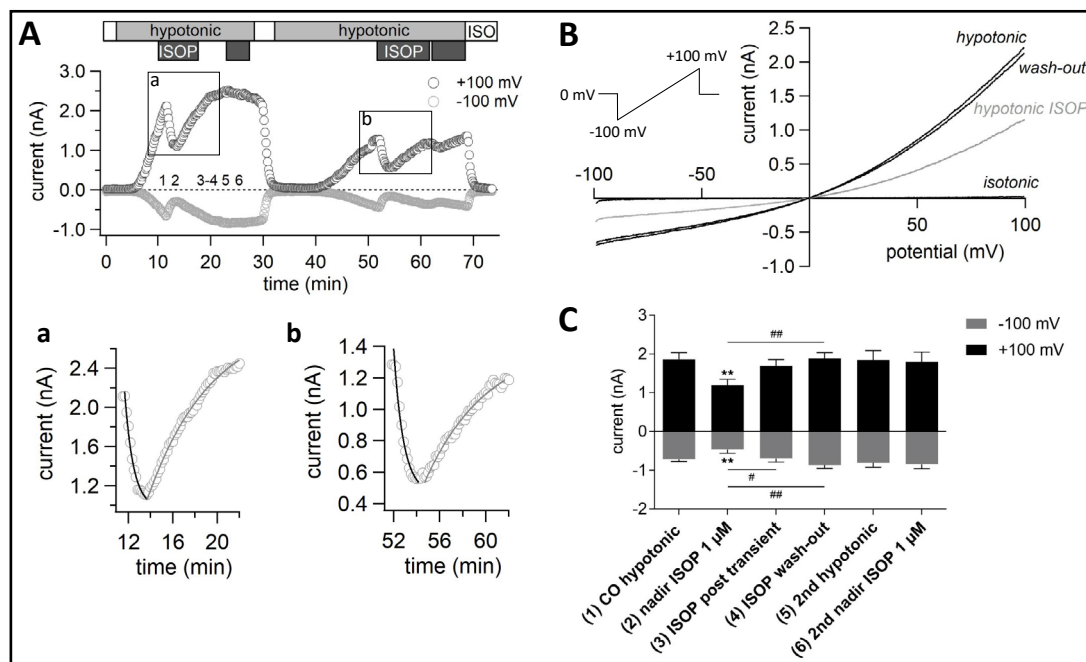 A
hypotonic
hypotonic
ISO
ISOP
ISOP
3.0
2.0
1.0
0.0
-1.0
current (nA)
a
b
+100 mV
-100 mV
1 2 3-4 5 6
0 10 20 30 40 50 60 70
time (min)
a
2.4
2.0
1.6
1.2
current (nA)
12 16 20
time (min)
b
1.4
1.2
1.0
0.8
0.6
0.4
current (nA)
52 56 60
time (min)
B
+100 mV
0 mV
-100 mV
2.5
2.0
1.5
1.0
0.5
-0.5
-1.0
current (nA)
hypotonic
wash-out
hypotonic ISOP
isotonic
-100 -50
50 100
potential (mV)
C
-100 mV
+100 mV
3
2
1
0
-1
-2
current (nA)
##
**
**
#
##
(1) CO hypotonic
(2) nadir ISOP 1 µM
(3) ISOP post transient
(4) ISOP wash-out
(5) 2nd hypotonic
(6) 2nd nadir ISOP 1 µM